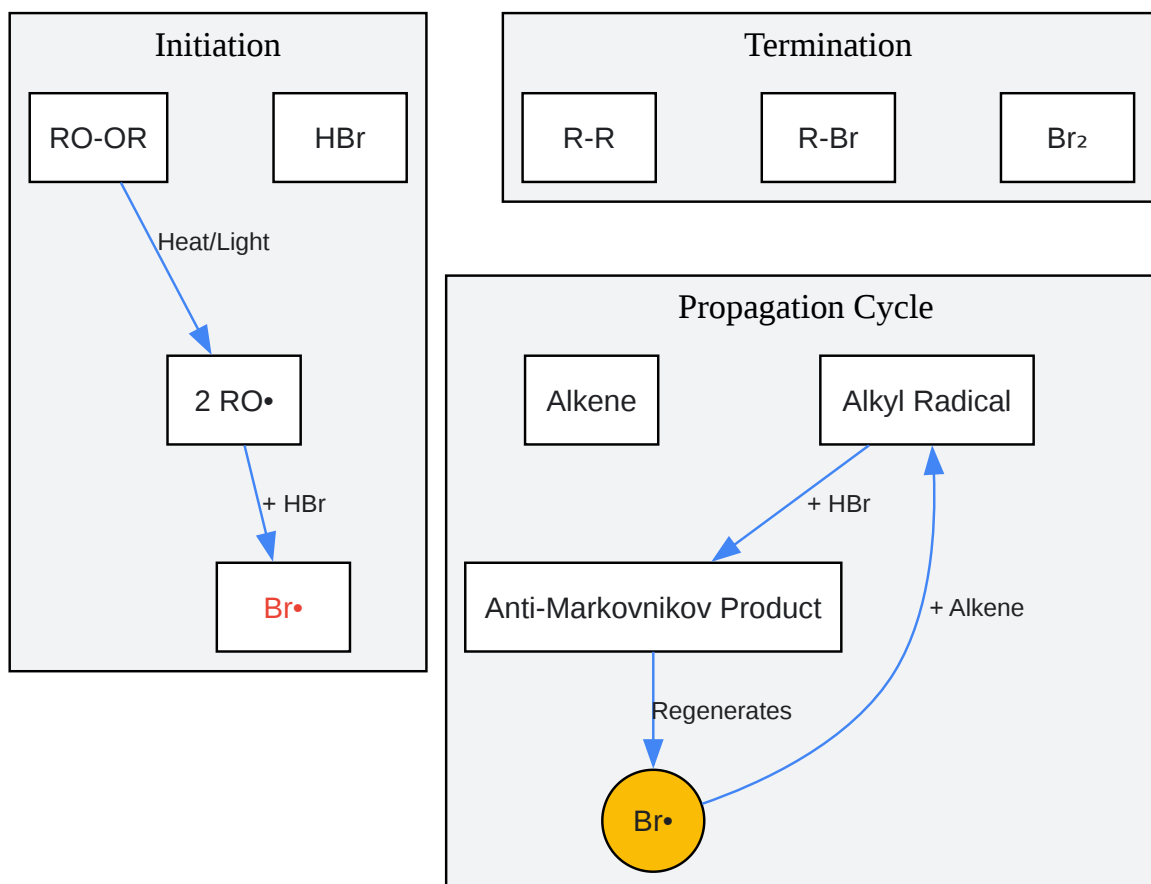 Initiation
RO-OR
HBr
Heat/Light
2 RO•
+ HBr
Br•
Termination
R-R
R-Br
Br₂
Propagation Cycle
Alkene
Alkyl Radical
+ HBr
Anti-Markovnikov Product
+ Alkene
Regenerates
Br•